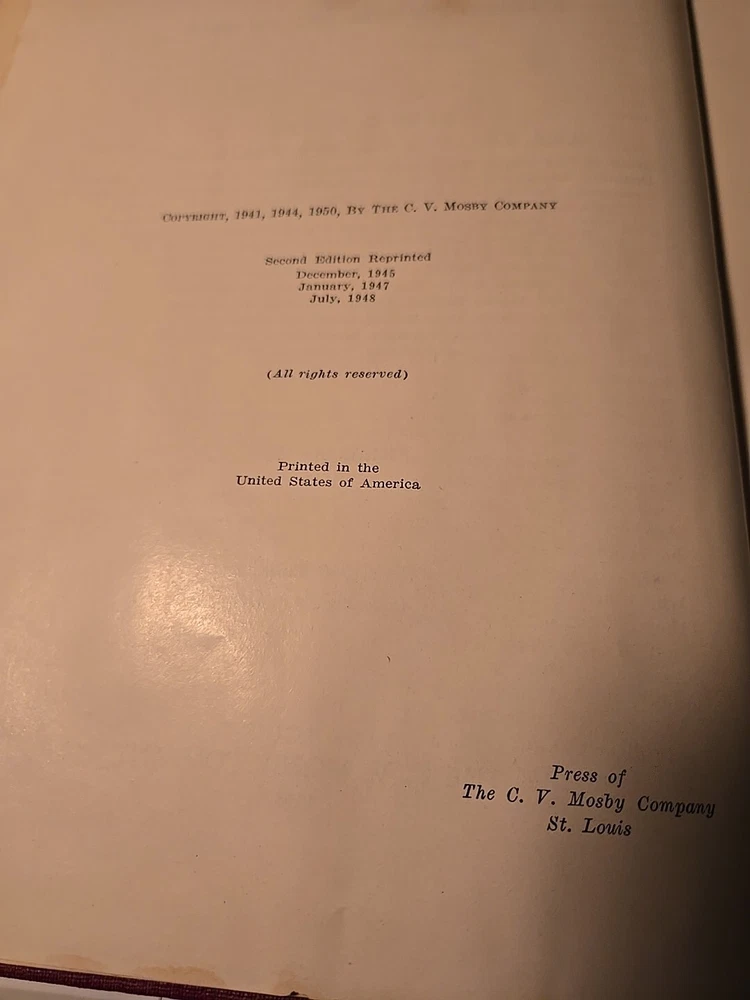 COPYRIGHT, 1941, 1944, 1950, BY THE C. V. MOSBY COMPANY
Second Edition Reprinted
December, 1945
January, 1947
July, 1948
(All rights reserved)
Printed in the
United States of America
Press of
The C. V. Mosby Company
St. Louis